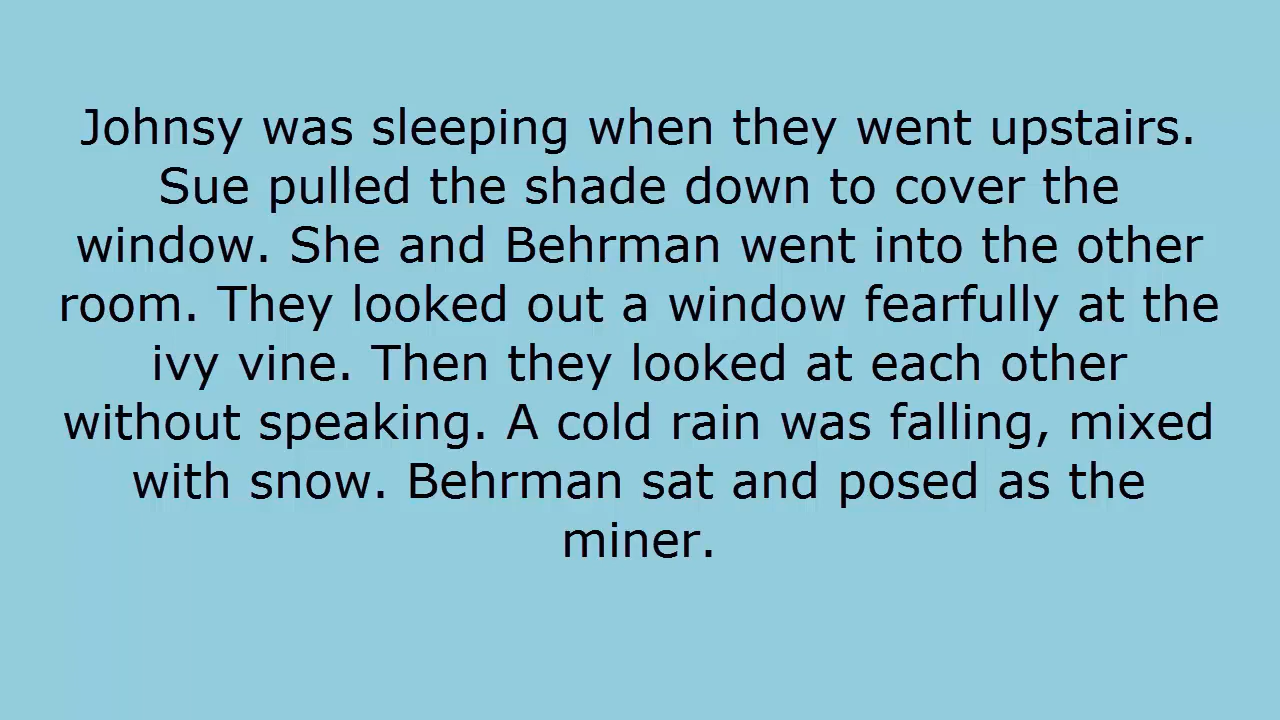 Johnsy was sleeping when they went upstairs.
Sue pulled the shade down to cover the
window. She and Behrman went into the other
room. They looked out a window fearfully at the
ivy vine. Then they looked at each other
without speaking. A cold rain was falling, mixed
with snow. Behrman sat and posed as the
miner.